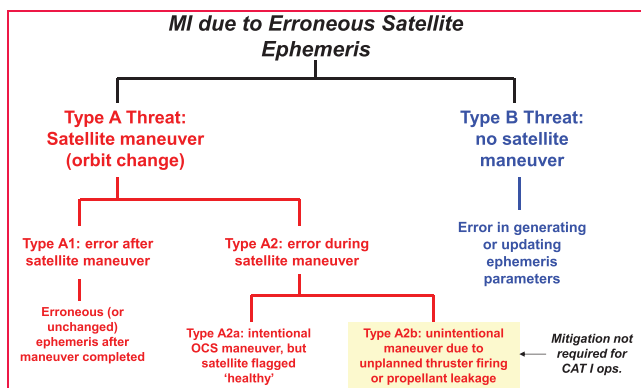 MI due to Erroneous Satellite
Ephemeris
Type A Threat:
Satellite maneuver
(orbit change)
Type B Threat:
no satellite
maneuver
Type A1: error after
satellite maneuver
Type A2: error during
satellite maneuver
Error in generating
or updating
ephemeris
parameters
Erroneous (or
unchanged)
ephemeris after
maneuver completed
Type A2a: intentional
OCS maneuver, but
satellite flagged
‘healthy’
Type A2b: unintentional
maneuver due to
unplanned thruster firing
or propellant leakage
Mitigation not
required for
CAT I ops.